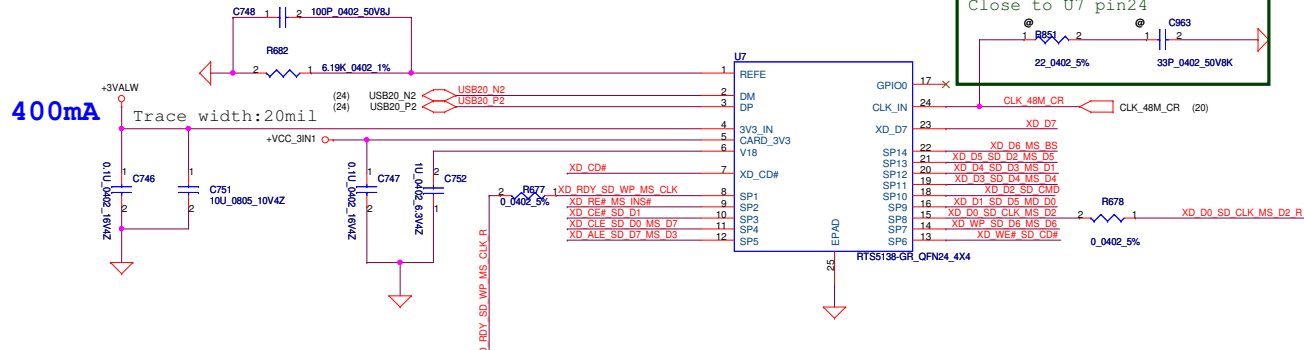 C748
1 2 100P_0402_50V8J
R682
2 1 6.19K_0402_1%
400mA
+3VALW
Trace width:20mil
(24) USB20_N2
(24) USB20_P2
USB20_N2
USB20_P2
+VCC_3IN1
1 2 0.1U_0402_16V4Z
C746
1 2 C751
10U_0805_10V4Z
1 2 0.1U_0402_16V4Z
C747
2 1 1U_0402_6.3V4Z
C752
XD_CD#
2 R677
0_0402_5%
XD_RDY_SD_WP_MS_CLK
XD_RE# MS_INS#
XD_CE# SD_D1
XD_CLE_SD_D0_MS_D7
XD_ALE_SD_D7_MS_D3
RDY_SD_WP_MS_CLK_R
U7
1 REFE
2 DM
3 DP
4 3V3_IN
5 CARD_3V3
6 V18
7 XD_CD#
8 SP1
9 SP2
10 SP3
11 SP4
12 SP5
EPAD
25
GPIO0 17
CLK_IN 24
XD_D7 23
SP14 22
SP13 21
SP12 20
SP11 19
SP10 18
SP9 16
SP8 15
SP7 14
SP6 13
RTS5138-GR_QFN24_4X4
CLK_48M_CR
CLK_48M_CR (20)
XD_D7
XD_D6_MS_BS
XD_D5_SD_D2_MS_D5
XD_D4_SD_D3_MS_D1
XD_D3_SD_D4_MS_D4
XD_D2_SD_CMD
XD_D1_SD_D5_MD_D0
XD_D0_SD_CLK_MS_D2
XD_WP_SD_D6_MS_D6
XD_WE#_SD_CD#
R678
2 1
0_0402_5%
XD_D0_SD_CLK_MS_D2_R
Close to U7 pin24
@ @
R851 C963
1 2 1 2
22_0402_5% 33P_0402_50V8K